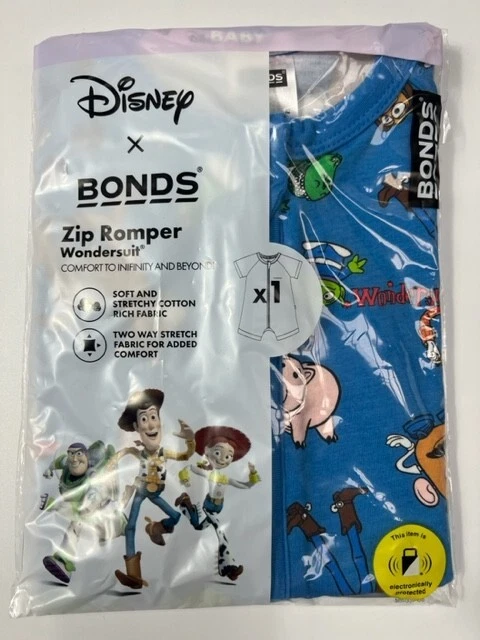 BABY
Disney
X
BONDS®
Zip Romper
Wondersuit®
COMFORT TO INIFINITY AND BEYOND!
SOFT AND
STRETCHY COTTON
RICH FABRIC
TWO WAY STRETCH
FABRIC FOR ADDED
COMFORT
x1
BONDS
This item is
electronically
protected